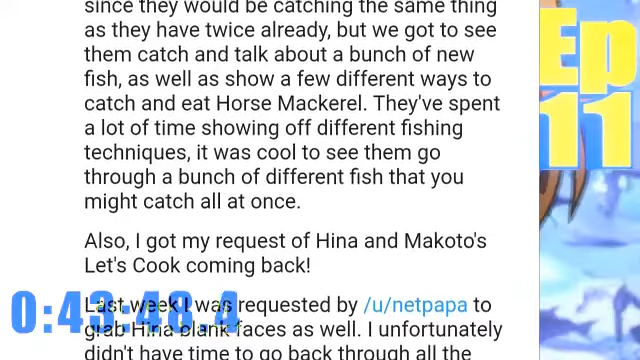 since they would be catching the same thing
as they have twice already, but we got to see
them catch and talk about a bunch of new
fish, as well as show a few different ways to
catch and eat Horse Mackerel. They've spent
a lot of time showing off different fishing
techniques, it was cool to see them go
through a bunch of different fish that you
might catch all at once.
Also, I got my request of Hina and Makoto's
Let's Cook coming back!
Last week I was requested by /u/netpapa to
grab Hina blank faces as well. I unfortunately
didn't have time to go back through all the
0:43:48.4
Ep
11